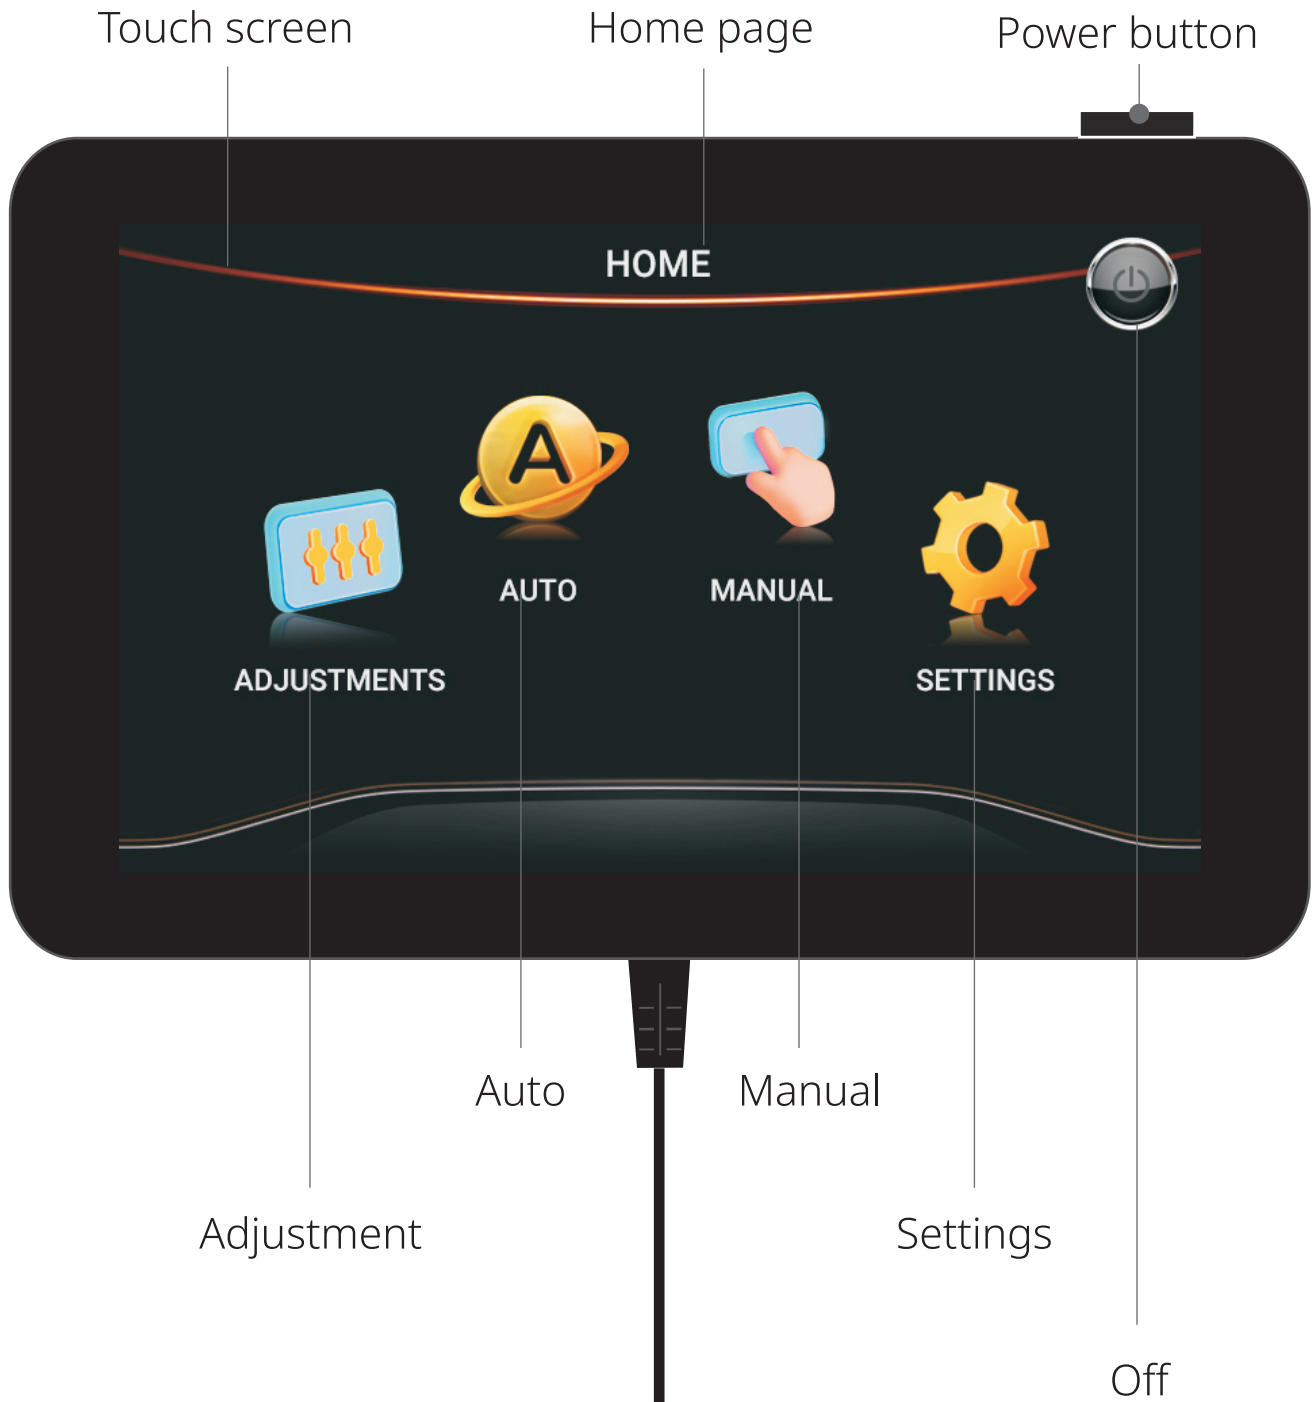 Touch screen
Home page
Power button
HOME
AUTO
MANUAL
ADJUSTMENTS
SETTINGS
Auto
Manual
Adjustment
Settings
Off